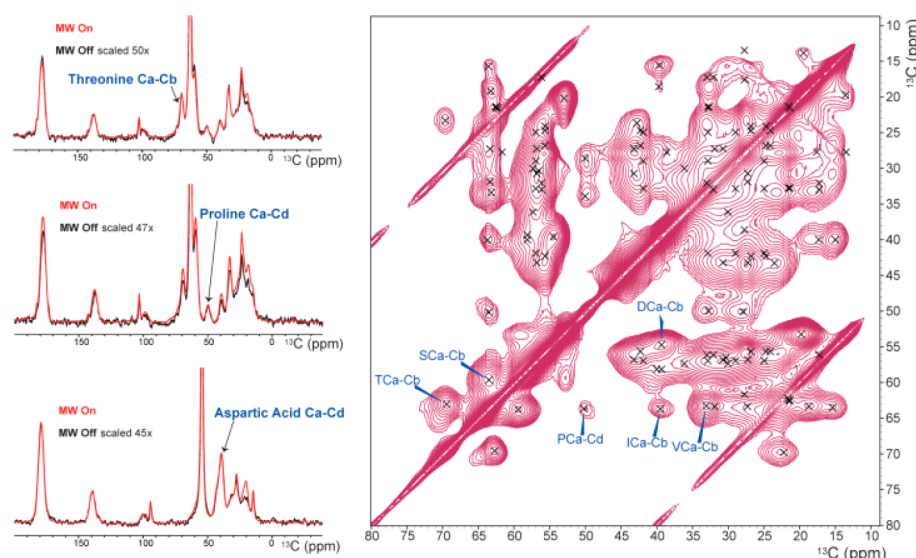 MW On
MW Off scaled 50x
Threonine Ca-Cb
150 100 50 0 ¹³C (ppm)
MW On
MW Off scaled 47x
Proline Ca-Cd
150 100 50 0 ¹³C (ppm)
MW On
MW Off scaled 45x
Aspartic Acid Ca-Cd
150 100 50 0 ¹³C (ppm)
10
15
20
25
30
35
40
45
50
55
60
65
70
75
80
¹³C (ppm)
DCa-Cb
SCa-Cb
TCa-Cb
PCa-Cd
ICa-Cb
VCa-Cb
80 75 70 65 60 55 50 45 40 35 30 25 20 15 10
¹³C (ppm)